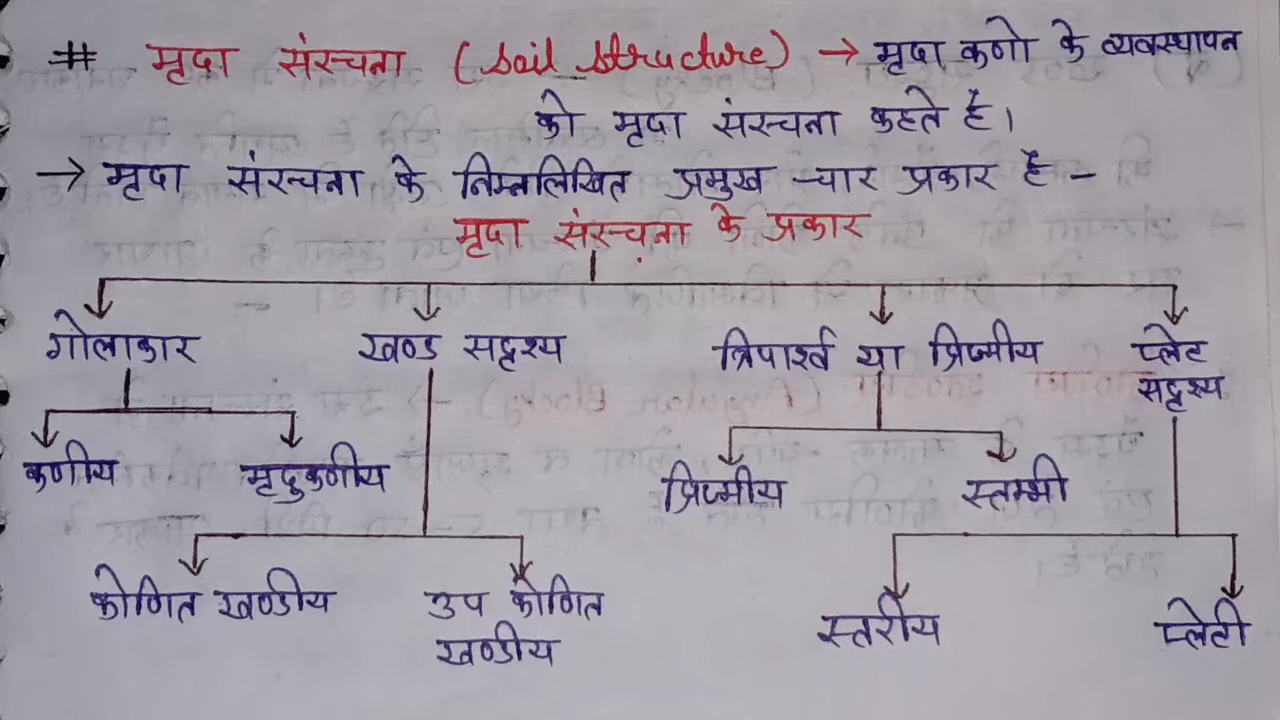 # मृदा संरचना (Soil Structure) → मृदा कणो के व्यवस्थापन
को मृदा संरचना कहते है।
→ मृदा संरचना के निम्नलिखित प्रमुख चार प्रकार है -
मृदा संरचना के प्रकार
गोलाकार खण्ड सदृश्य त्रिपार्श्व या प्रिज्मीय प्लेट
सदृश्य
कणीय मृदुकणीय प्रिज्मीय स्तम्भी
कोणित खण्डीय उप कोणित
खण्डीय
स्तरीय प्लेटी